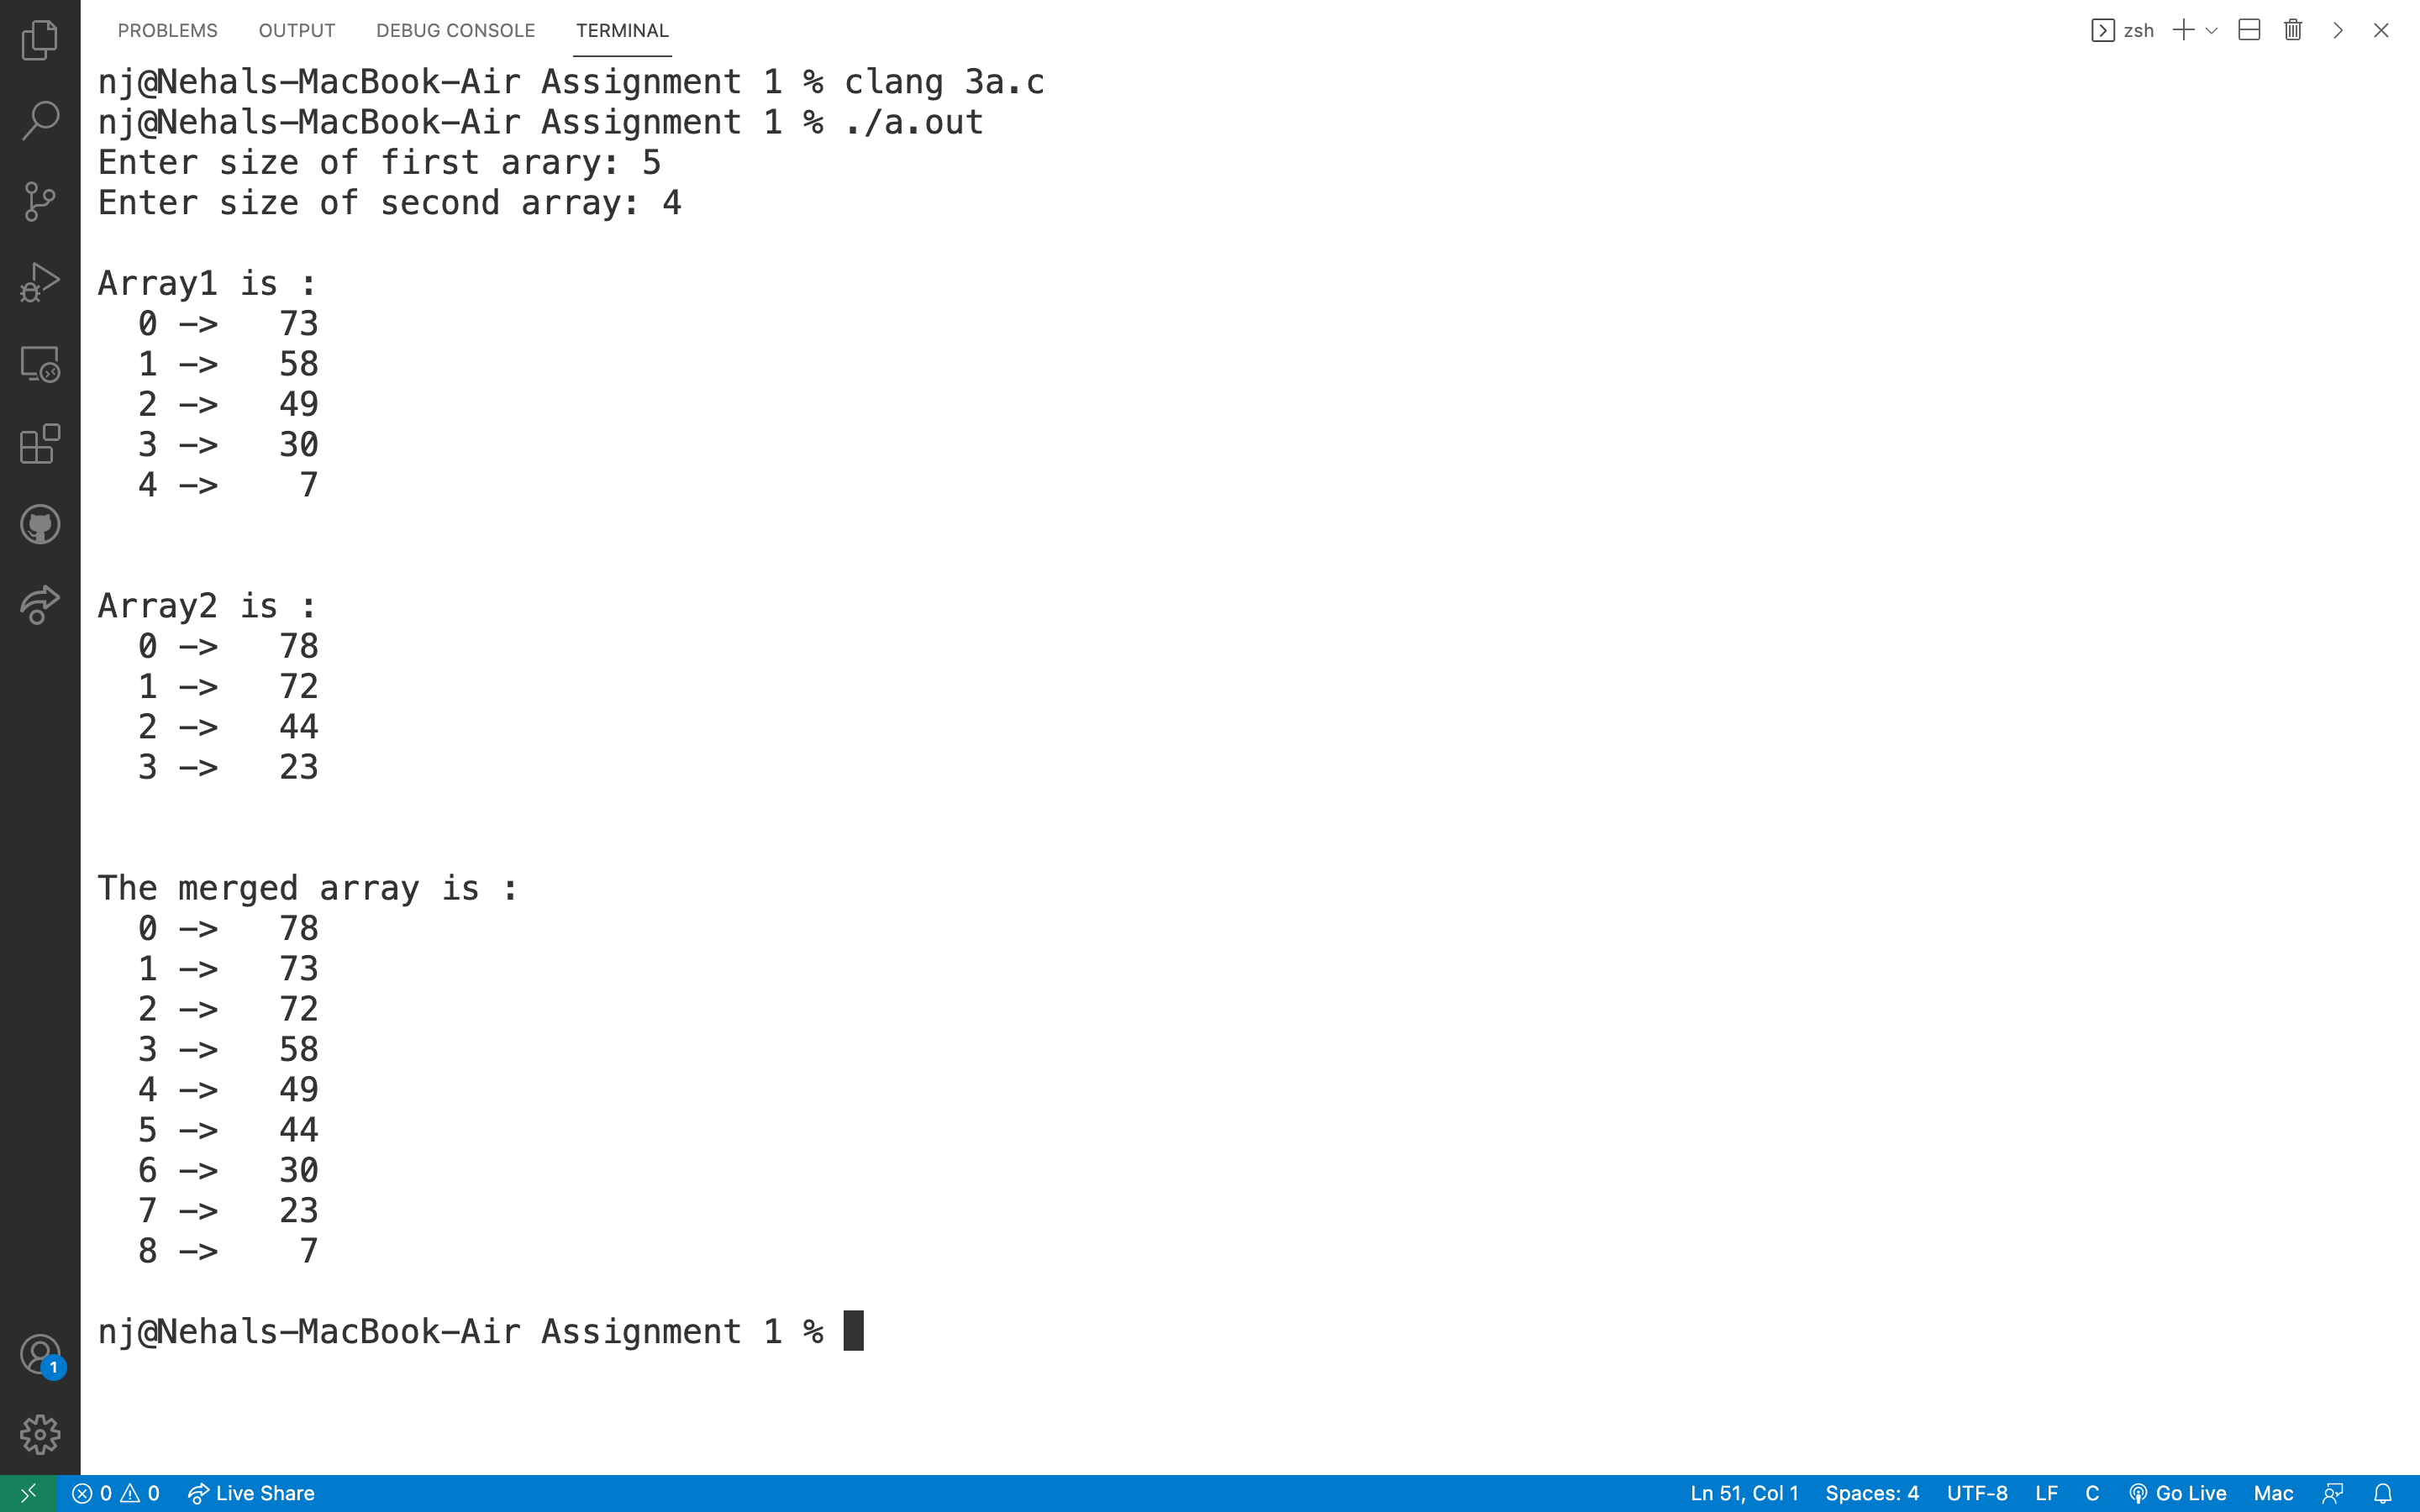 PROBLEMS OUTPUT DEBUG CONSOLE TERMINAL zsh
nj@Nehals-MacBook-Air Assignment 1 % clang 3a.c
nj@Nehals-MacBook-Air Assignment 1 % ./a.out
Enter size of first arary: 5
Enter size of second array: 4
Array1 is :
0 -> 73
1 -> 58
2 -> 49
3 -> 30
4 -> 7
Array2 is :
0 -> 78
1 -> 72
2 -> 44
3 -> 23
The merged array is :
0 -> 78
1 -> 73
2 -> 72
3 -> 58
4 -> 49
5 -> 44
6 -> 30
7 -> 23
8 -> 7
nj@Nehals-MacBook-Air Assignment 1 %
1
0 0 Live Share Ln 51, Col 1 Spaces: 4 UTF-8 LF C Go Live Mac